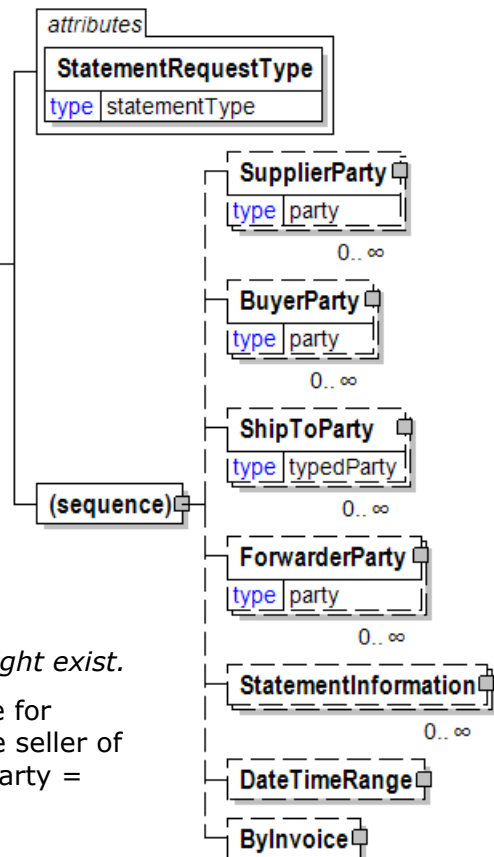 attributes
StatementRequestType
type statementType
SupplierParty
type party
0.. ∞
BuyerParty
type party
0.. ∞
ShipToParty
type typedParty
0.. ∞
(sequence)
ForwarderParty
type party
0.. ∞
ght exist.
StatementInformation
0.. ∞
e for
e seller of
arty =
DateTimeRange
ByInvoice